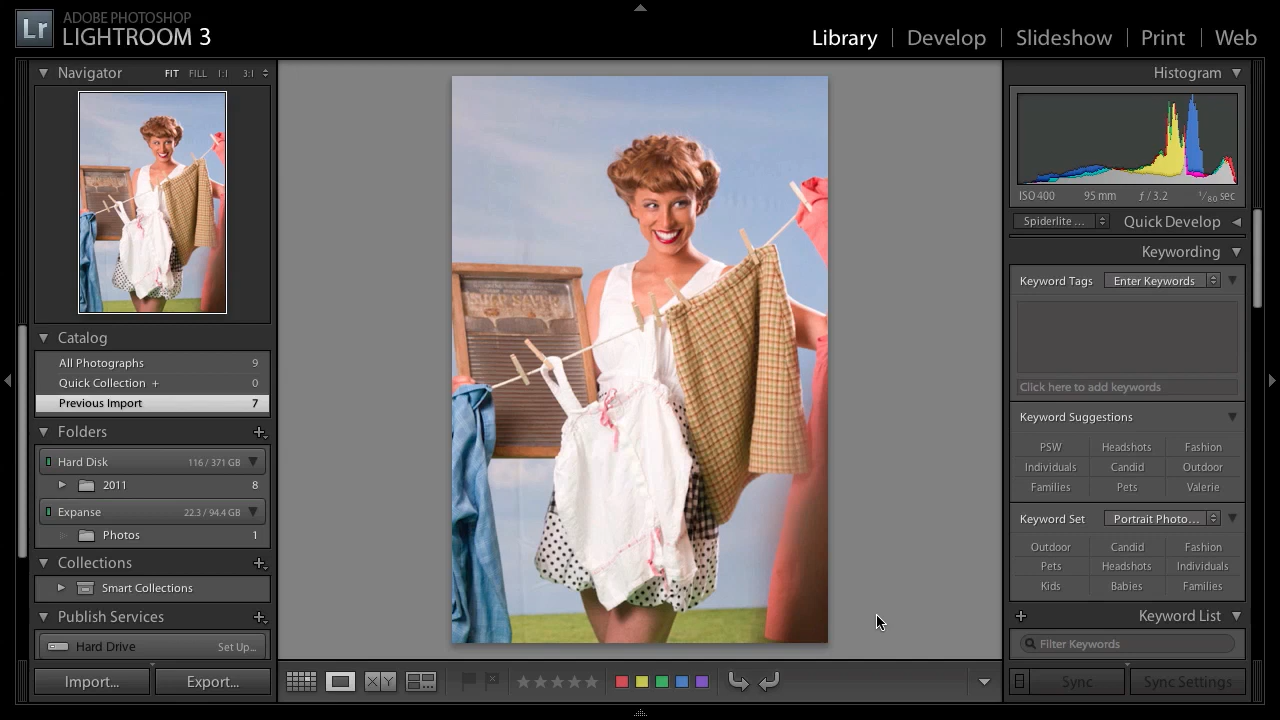 Lr
ADOBE PHOTOSHOP
LIGHTROOM 3
Library
Develop
Slideshow
Print
Web
Navigator
FIT
FILL
1:1
3:1
Catalog
All Photographs 9
Quick Collection + 0
Previous Import 7
Folders
Hard Disk 116 / 371 GB
2011 8
Expanse 22.3 / 94.4 GB
Photos 1
Collections
Smart Collections
Publish Services
Hard Drive Set Up...
Import...
Export...
X Y
Histogram
ISO 400 95 mm ƒ / 3.2 1/80 sec
Spiderlite ... Quick Develop
Keywording
Keyword Tags Enter Keywords
Click here to add keywords
Keyword Suggestions
PSW Headshots Fashion
Individuals Candid Outdoor
Families Pets Valerie
Keyword Set Portrait Photo...
Outdoor Candid Fashion
Pets Headshots Individuals
Kids Babies Families
Keyword List
Filter Keywords
Sync
Sync Settings